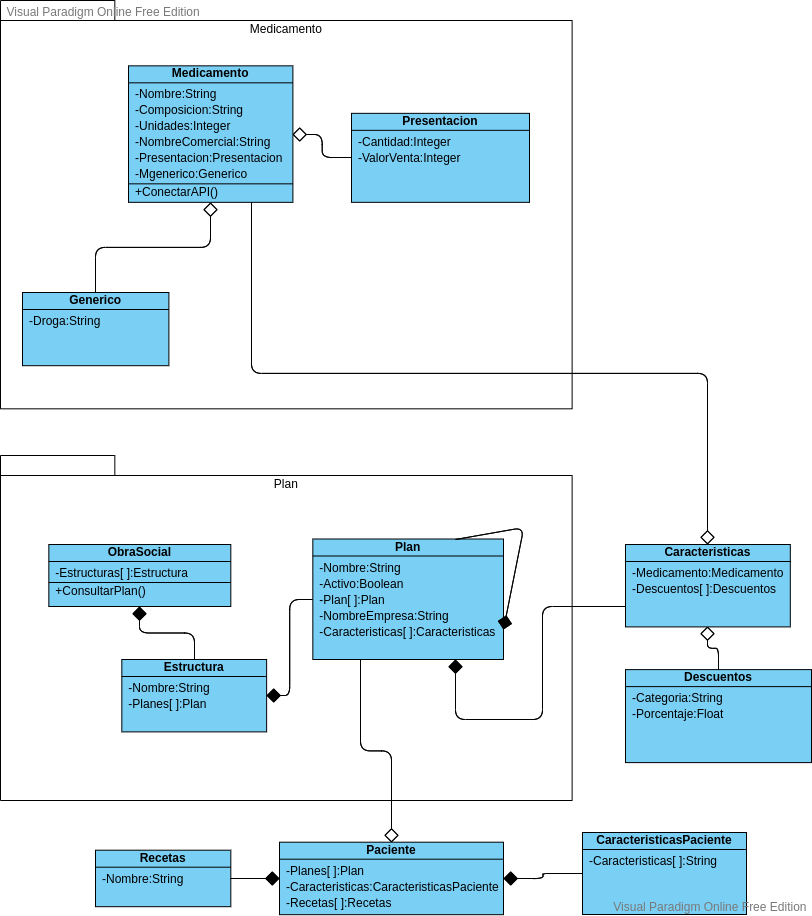 Visual Paradigm Online Free Edition
Medicamento
Medicamento
-Nombre:String
-Composicion:String
-Unidades:Integer
-NombreComercial:String
-Presentacion:Presentacion
-Mgenerico:Generico
+ConectarAPI()
Presentacion
-Cantidad:Integer
-ValorVenta:Integer
Generico
-Droga:String
Plan
ObraSocial
-Estructuras[ ]:Estructura
+ConsultarPlan()
Plan
-Nombre:String
-Activo:Boolean
-Plan[ ]:Plan
-NombreEmpresa:String
-Caracteristicas[ ]:Caracteristicas
Caracteristicas
-Medicamento:Medicamento
-Descuentos[ ]:Descuentos
Estructura
-Nombre:String
-Planes[ ]:Plan
Descuentos
-Categoria:String
-Porcentaje:Float
Recetas
-Nombre:String
Paciente
-Planes[ ]:Plan
-Caracteristicas:CaracteristicasPaciente
-Recetas[ ]:Recetas
CaracteristicasPaciente
-Caracteristicas[ ]:String
Visual Paradigm Online Free Edition